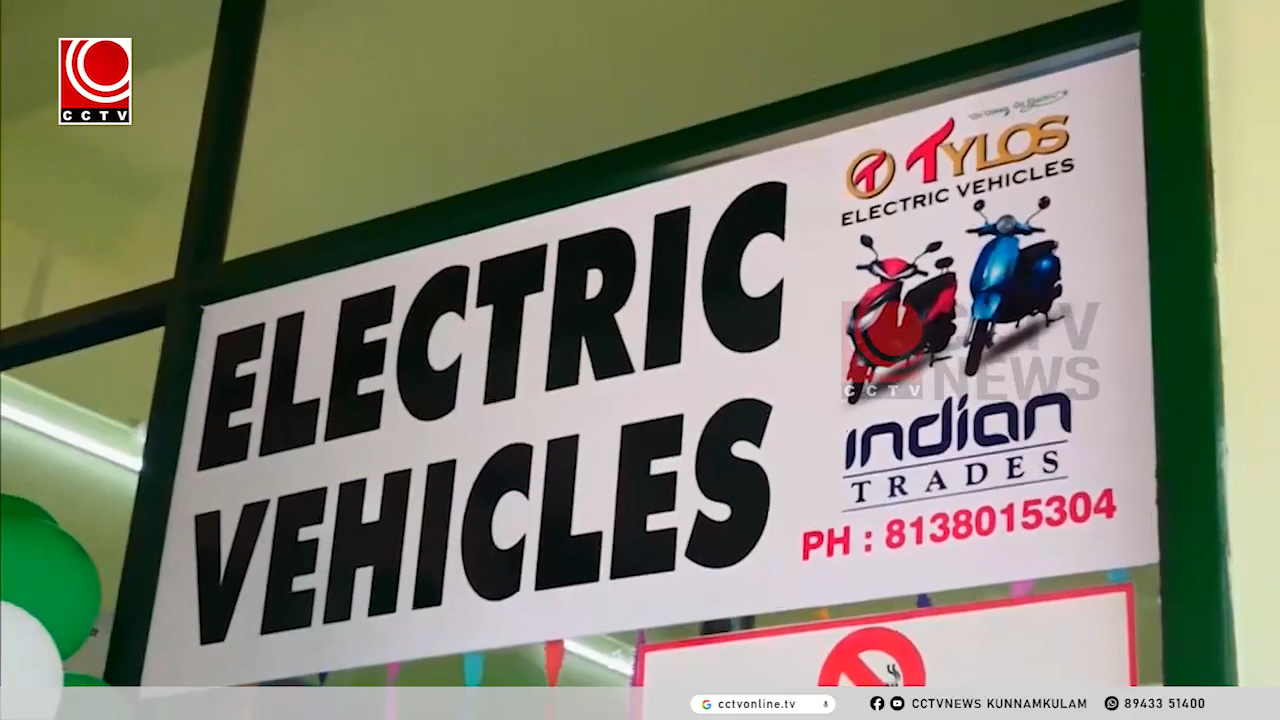 CCTV
TYLOS
ELECTRIC VEHICLES
ELECTRIC
VEHICLES
CCTV
NEWS
CCTV
indian
TRADES
PH : 8138015304
cctvonline.tv
CCTVNEWS KUNNAMKULAM
89433 51400